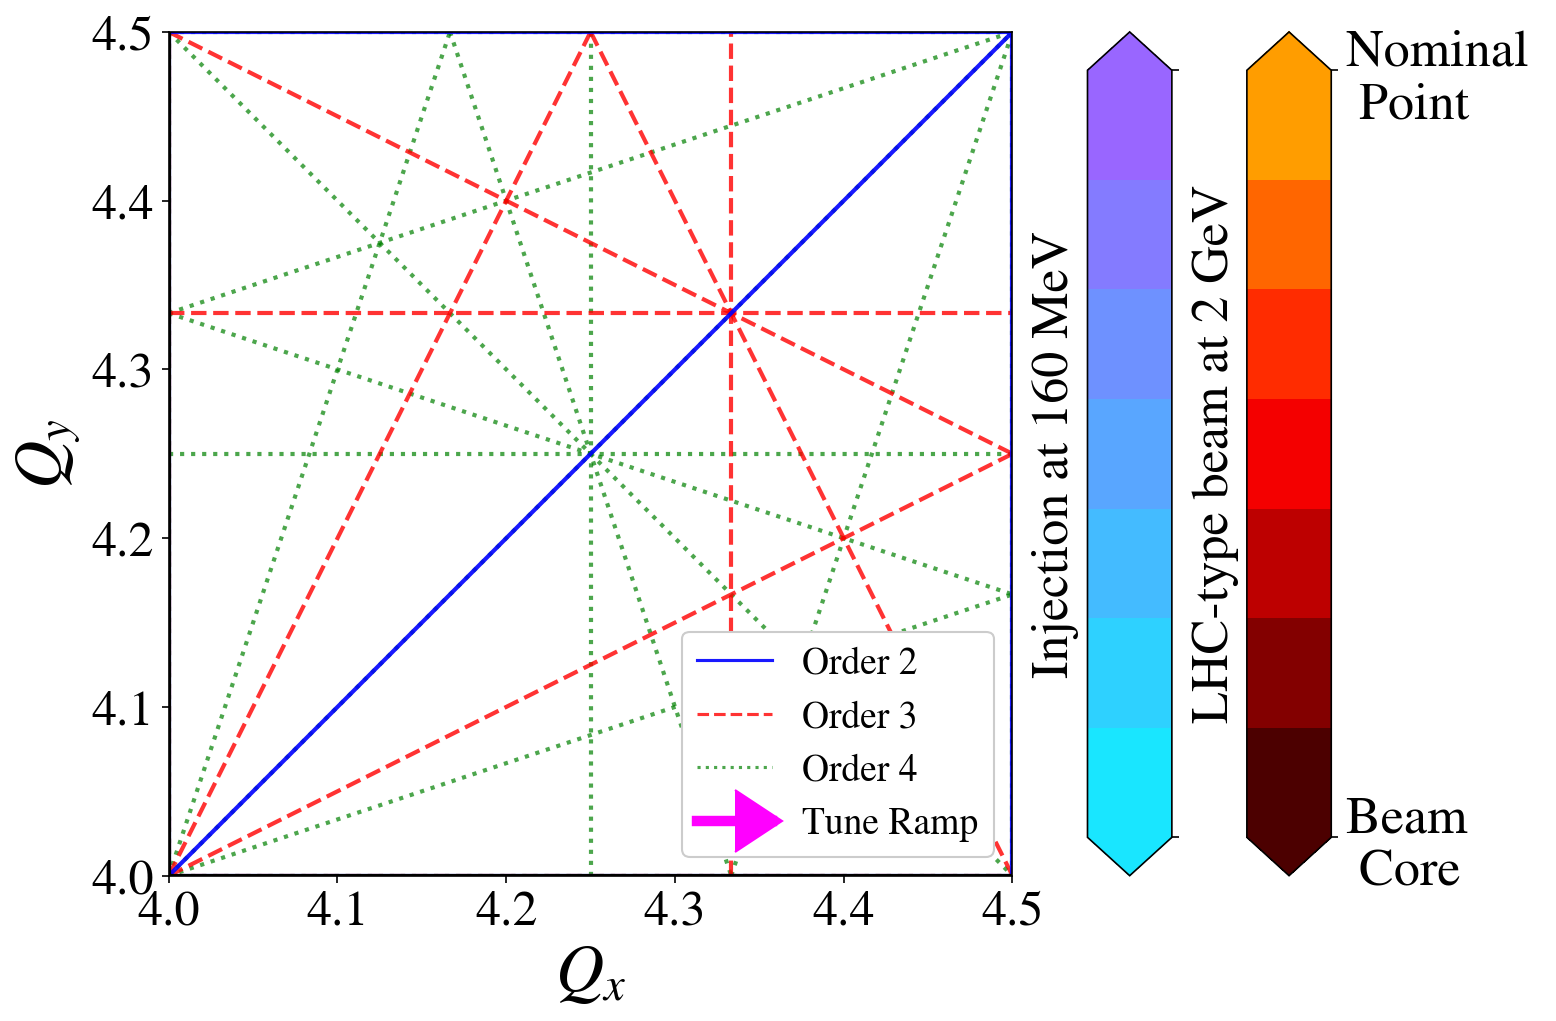 4.5
4.4
4.3
4.2
4.1
4.0
Qy
4.0 4.1 4.2 4.3 4.4 4.5
Qx
Order 2
Order 3
Order 4
Tune Ramp
Injection at 160 MeV
LHC-type beam at 2 GeV
Nominal
Point
Beam
Core